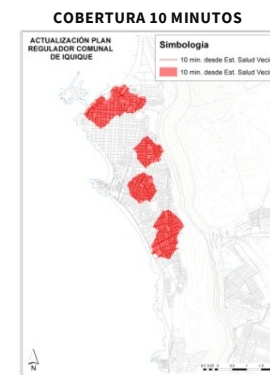 COBERTURA 10 MINUTOS
ACTUALIZACIÓN PLAN
REGULADOR COMUNAL
DE IQUIQUE
Simbología
10 min. desde Est. Salud Veci
10 min. desde Est. Salud Veci
N